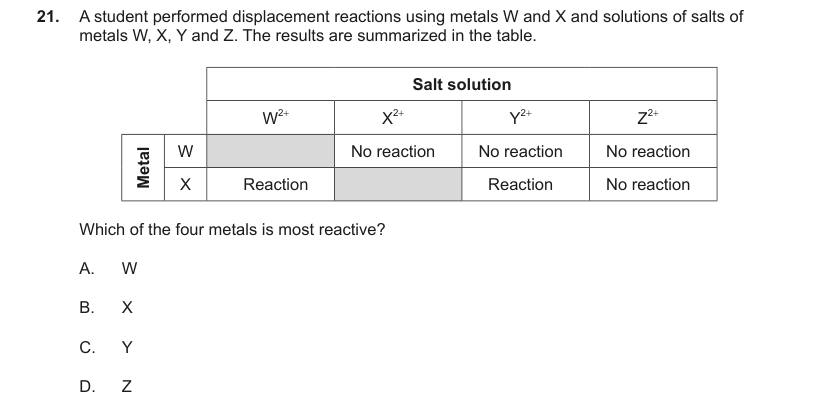 21. A student performed displacement reactions using metals W and X and solutions of salts of
metals W, X, Y and Z. The results are summarized in the table.
Salt solution
W²⁺ X²⁺ Y²⁺ Z²⁺
Metal
W No reaction No reaction No reaction
X Reaction Reaction No reaction
Which of the four metals is most reactive?
A. W
B. X
C. Y
D. Z